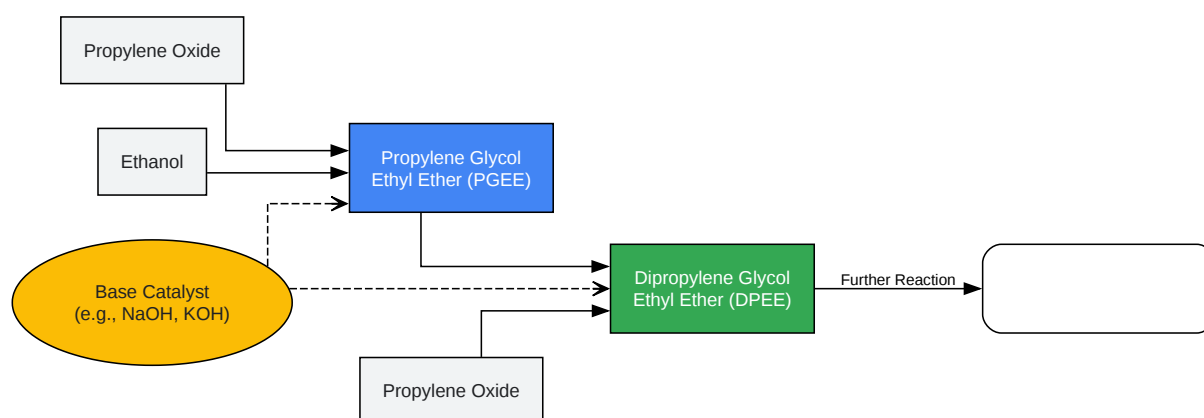 Propylene Oxide
Ethanol
Propylene Glycol
Ethyl Ether (PGEE)
Base Catalyst
(e.g., NaOH, KOH)
Dipropylene Glycol
Ethyl Ether (DPEE)
Further Reaction
Propylene Oxide